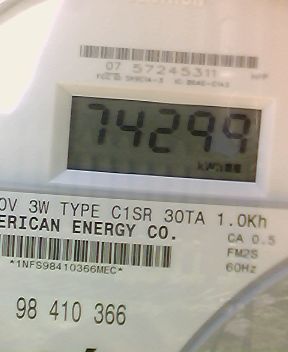 07 57245311
74299
kWh
0V 3W TYPE C1SR 30TA 1.0Kh
ERICAN ENERGY CO.
CA 0.5
FM2S
*1NFS98410366MEC*
60Hz
98 410 366